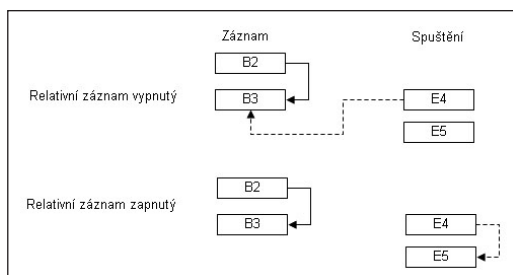 Záznam Spuštění
B2
Relativní záznam vypnutý B3 E4
E5
B2
Relativní záznam zapnutý B3 E4
E5